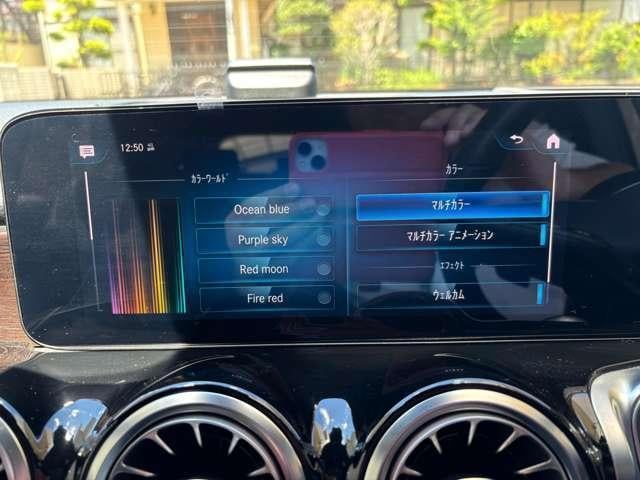 12:50
カラーワールド
Ocean blue
Purple sky
Red moon
Fire red
カラー
マルチカラー
マルチカラー アニメーション
エフェクト
ウェルカム